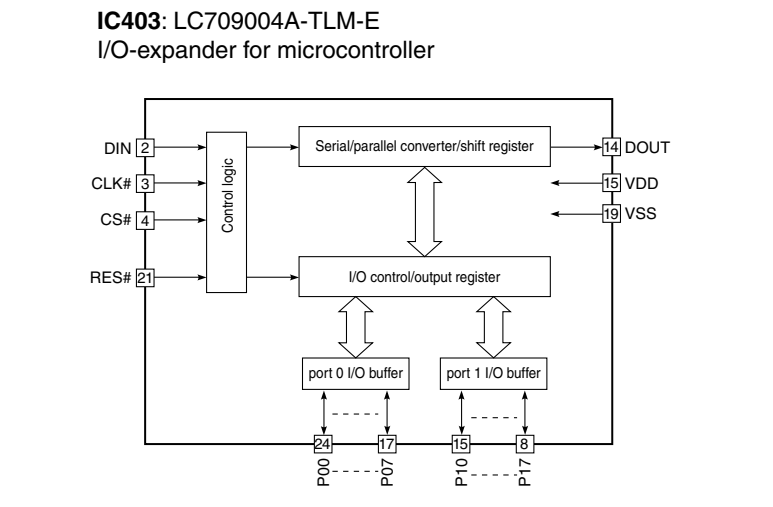 IC403: LC709004A-TLM-E
I/O-expander for microcontroller
DIN 2
Serial/parallel converter/shift register
14 DOUT
CLK# 3
Control logic
15 VDD
CS# 4
19 VSS
RES# 21
I/O control/output register
port 0 I/O buffer
port 1 I/O buffer
24
17
15
8
P00
P07
P10
P17